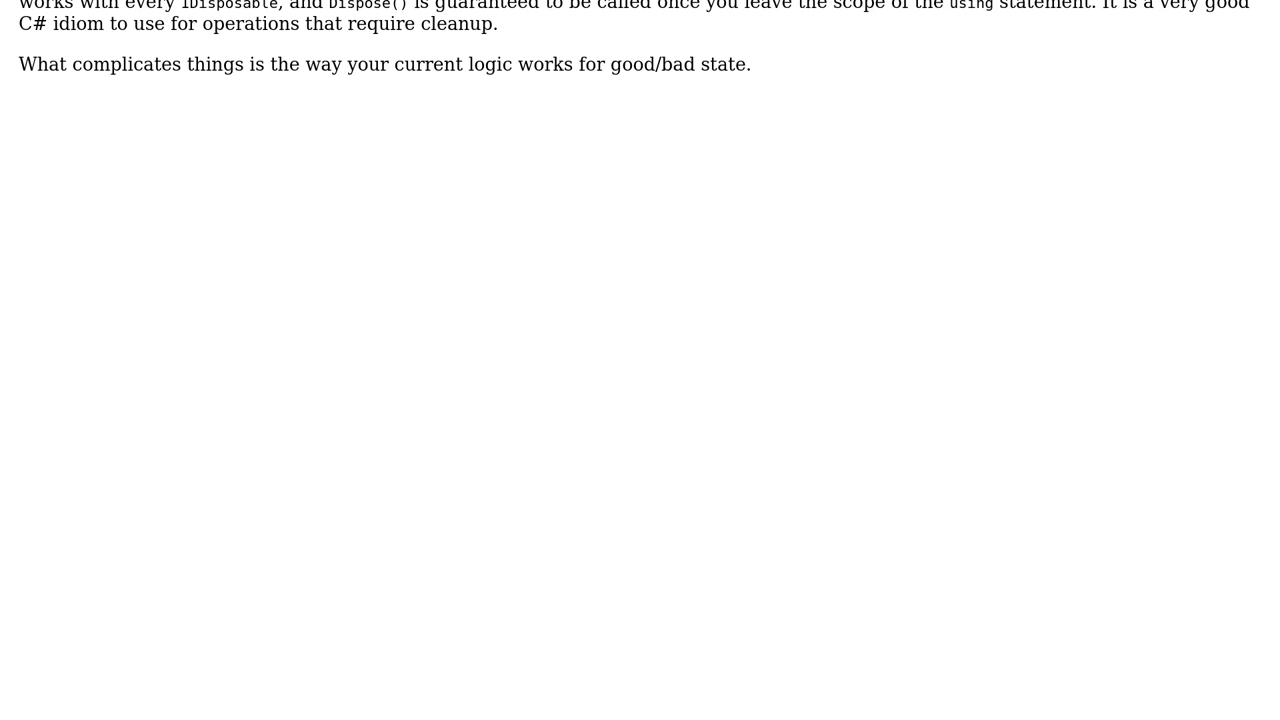 works with every IDisposable, and Dispose() is guaranteed to be called once you leave the scope of the using statement. It is a very good
C# idiom to use for operations that require cleanup.
What complicates things is the way your current logic works for good/bad state.